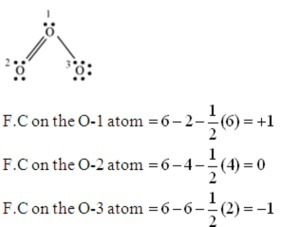 1
O
2 O 3 O
F.C on the O-1 atom = 6 - 2 - 1/2 (6) = +1
F.C on the O-2 atom = 6 - 4 - 1/2 (4) = 0
F.C on the O-3 atom = 6 - 6 - 1/2 (2) = -1